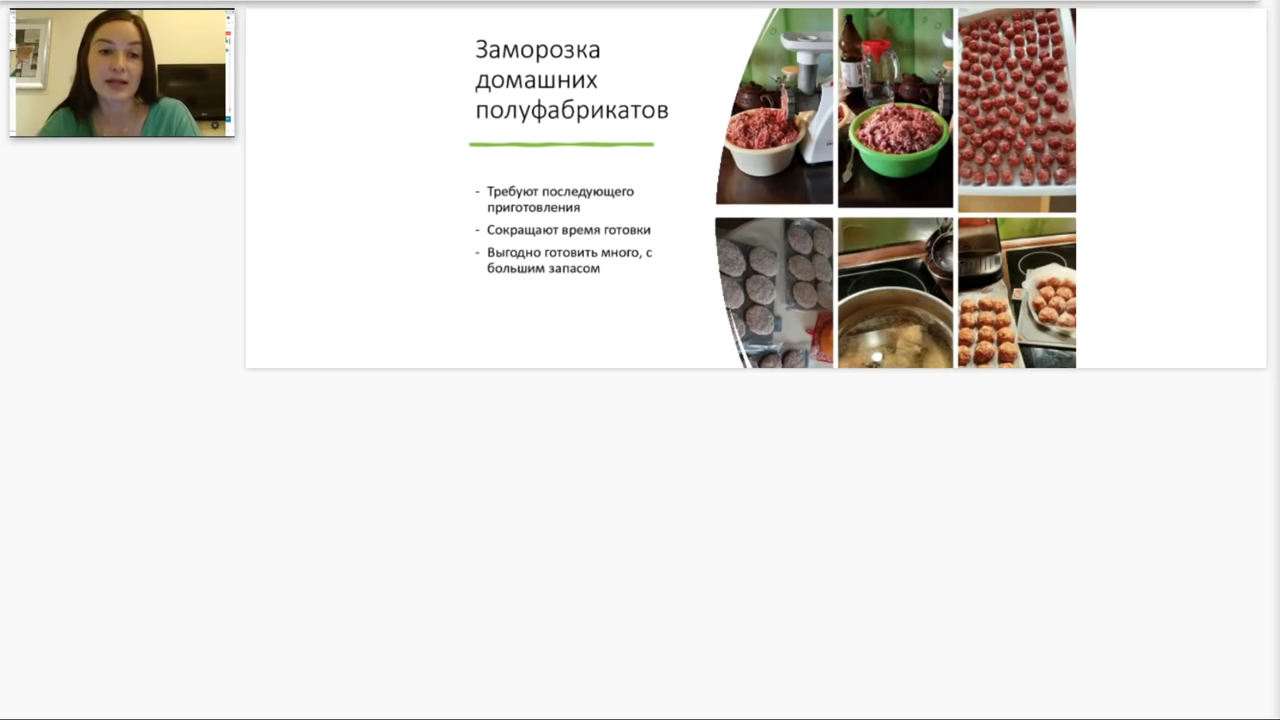 Заморозка
домашних
полуфабрикатов
- Требуют последующего
приготовления
- Сокращают время готовки
- Выгодно готовить много, с
большим запасом